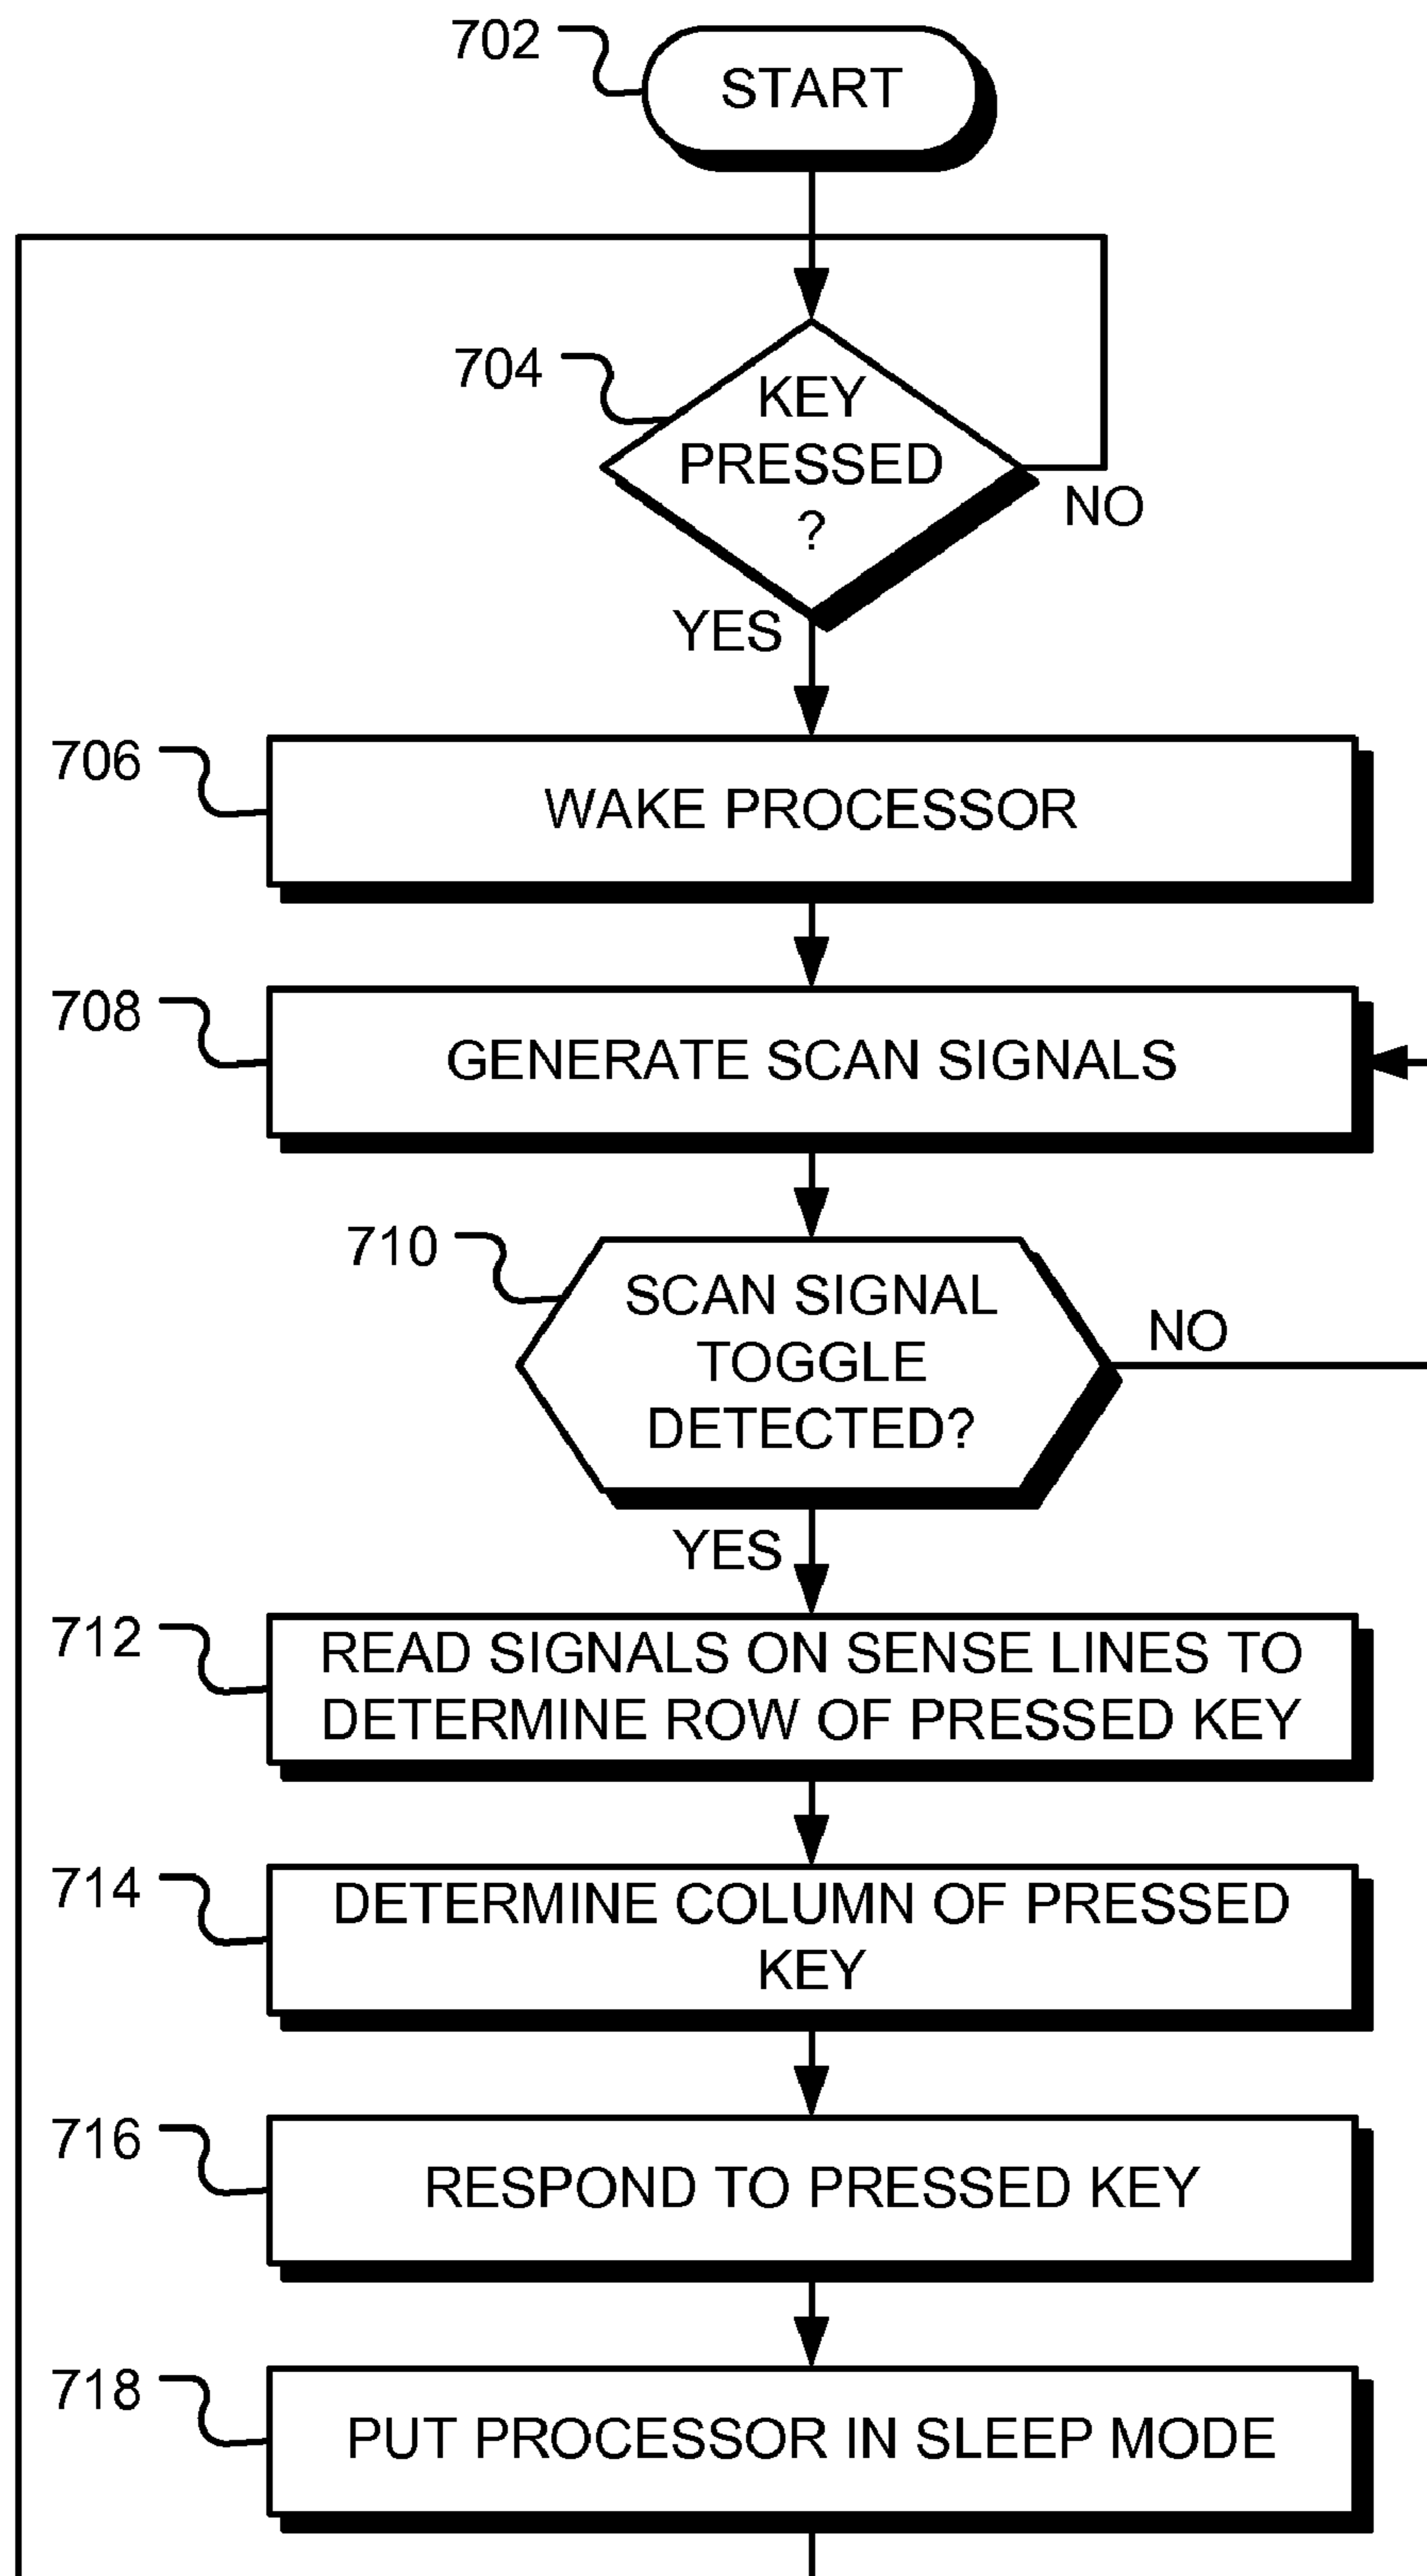 702
START
704
KEY
PRESSED
?
NO
YES
706
WAKE PROCESSOR
708
GENERATE SCAN SIGNALS
710
SCAN SIGNAL
TOGGLE
DETECTED?
NO
YES
712
READ SIGNALS ON SENSE LINES TO
DETERMINE ROW OF PRESSED KEY
714
DETERMINE COLUMN OF PRESSED
KEY
716
RESPOND TO PRESSED KEY
718
PUT PROCESSOR IN SLEEP MODE